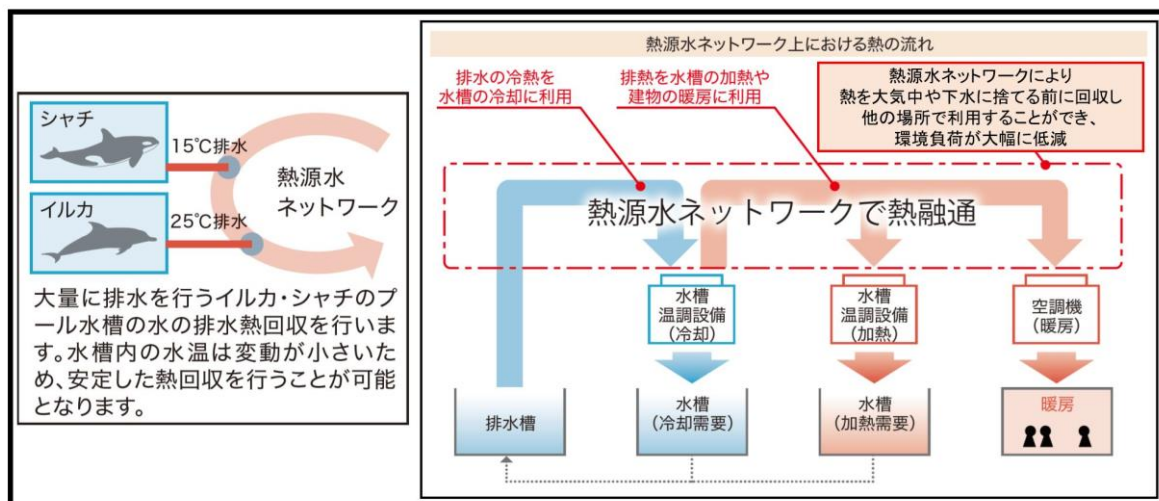 シャチ
15℃排水
熱源水
ネットワーク
イルカ
25℃排水
大量に排水を行うイルカ・シャチのプ
ール水槽の水の排水熱回収を行いま
す。水槽内の水温は変動が小さいた
め、安定した熱回収を行うことが可能
となります。
熱源水ネットワーク上における熱の流れ
排水の冷熱を
水槽の冷却に利用
排熱を水槽の加熱や
建物の暖房に利用
熱源水ネットワークにより
熱を大気中や下水に捨てる前に回収し
他の場所で利用することができ、
環境負荷が大幅に低減
熱源水ネットワークで熱融通
水槽
温調設備
(冷却)
水槽
温調設備
(加熱)
空調機
(暖房)
排水槽
水槽
(冷却需要)
水槽
(加熱需要)
暖房